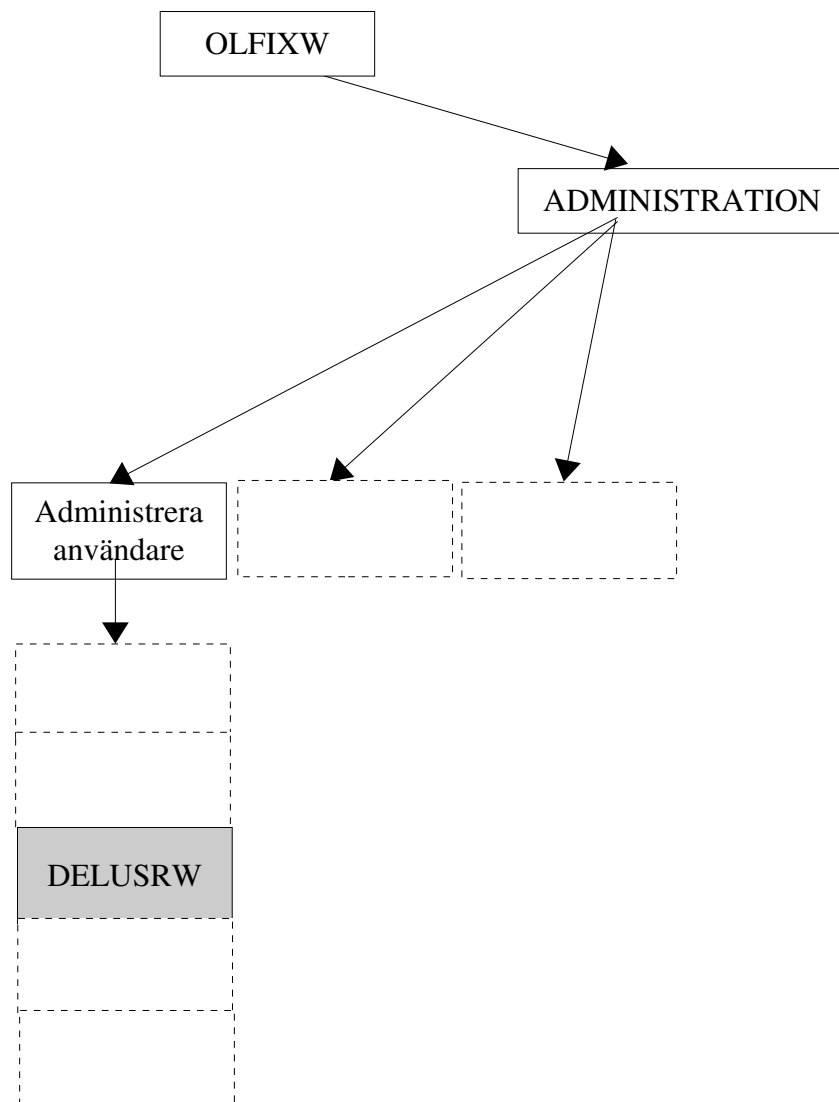 OLFIXW
ADMINISTRATION
Administrera
användare
DELUSRW